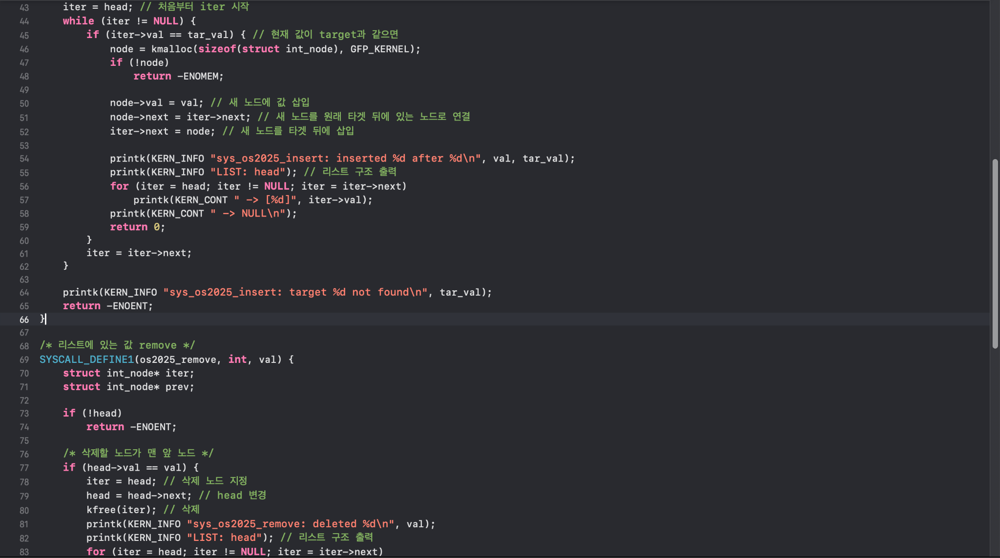 43 iter = head; // 처음부터 iter 시작
44 while (iter != NULL) {
45 if (iter->val == tar_val) { // 현재 값이 target과 같으면
46 node = kmalloc(sizeof(struct int_node), GFP_KERNEL);
47 if (!node)
48 return -ENOMEM;
49
50 node->val = val; // 새 노드에 값 삽입
51 node->next = iter->next; // 새 노드를 원래 타겟 뒤에 있는 노드로 연결
52 iter->next = node; // 새 노드를 타겟 뒤에 삽입
53
54 printk(KERN_INFO "sys_os2025_insert: inserted %d after %d\n", val, tar_val);
55 printk(KERN_INFO "LIST: head"); // 리스트 구조 출력
56 for (iter = head; iter != NULL; iter = iter->next)
57 printk(KERN_CONT " -> [%d]", iter->val);
58 printk(KERN_CONT " -> NULL\n");
59 return 0;
60 }
61 iter = iter->next;
62 }
63
64 printk(KERN_INFO "sys_os2025_insert: target %d not found\n", tar_val);
65 return -ENOENT;
66 }
67
68 /* 리스트에 있는 값 remove */
69 SYSCALL_DEFINE1(os2025_remove, int, val) {
70 struct int_node* iter;
71 struct int_node* prev;
72
73 if (!head)
74 return -ENOENT;
75
76 /* 삭제할 노드가 맨 앞 노드 */
77 if (head->val == val) {
78 iter = head; // 삭제 노드 지정
79 head = head->next; // head 변경
80 kfree(iter); // 삭제
81 printk(KERN_INFO "sys_os2025_remove: deleted %d\n", val);
82 printk(KERN_INFO "LIST: head"); // 리스트 구조 출력
83 for (iter = head; iter != NULL; iter = iter->next)